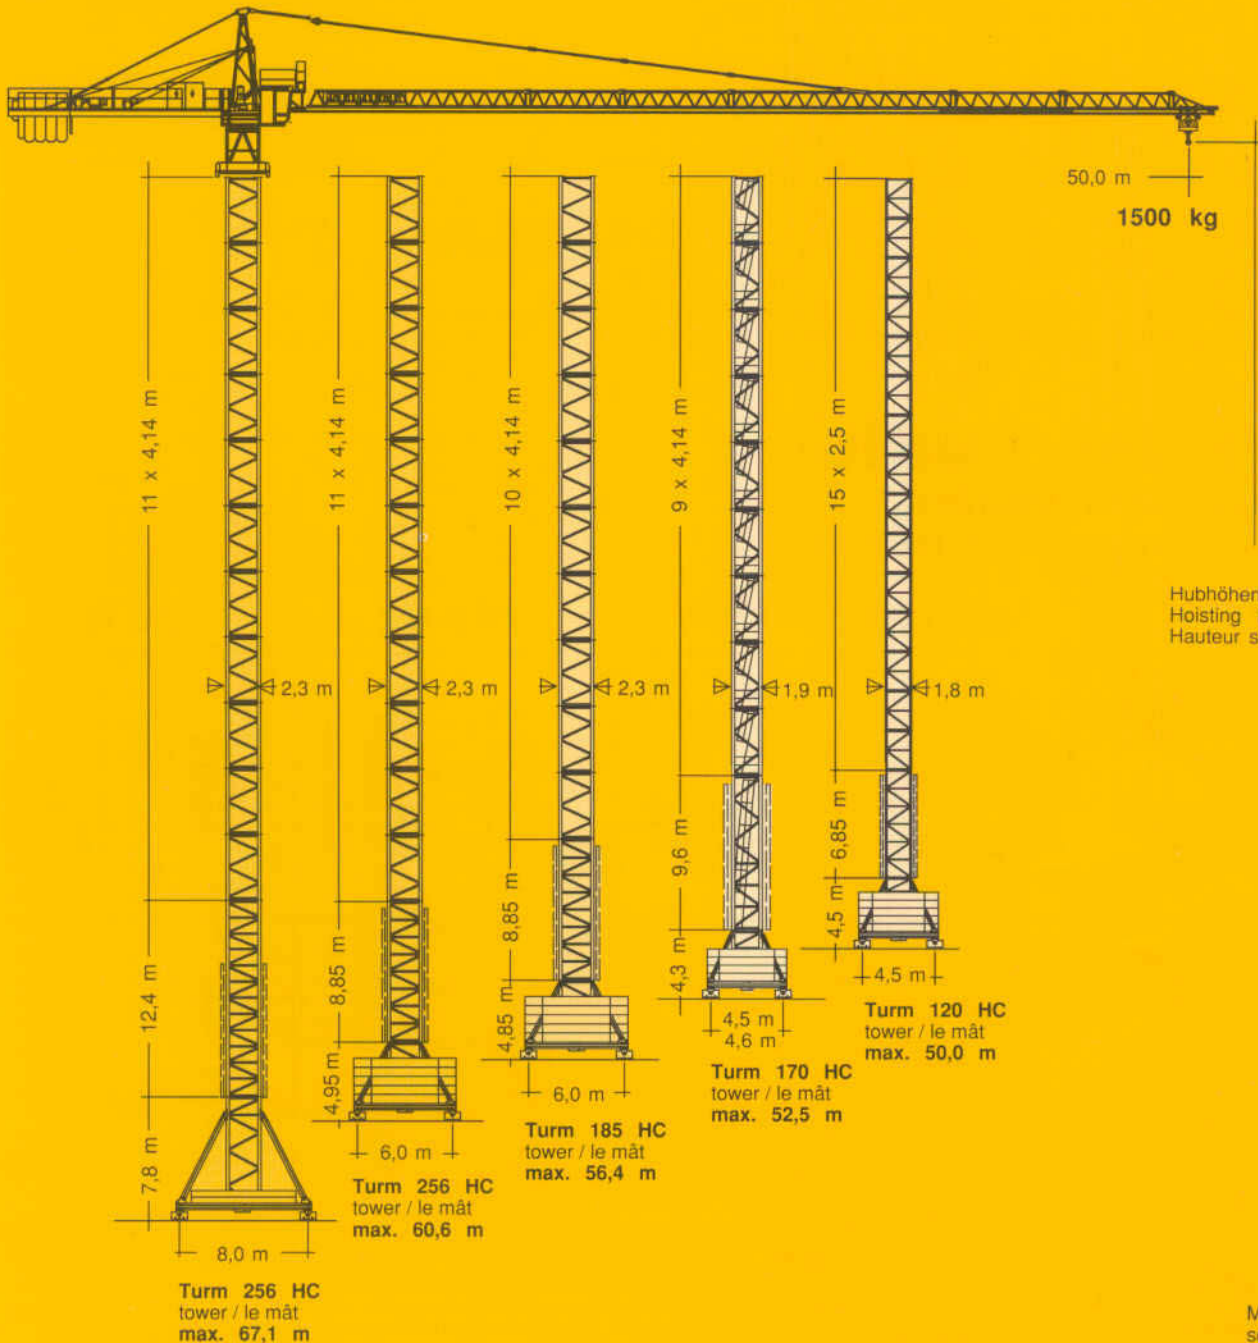 50,0 m
1500 kg
11 x 4,14 m
11 x 4,14 m
10 x 4,14 m
9 x 4,14 m
15 x 2,5 m
Hubhöhen
Hoisting
Hauteur s
2,3 m
2,3 m
2,3 m
1,9 m
1,8 m
12,4 m
7,8 m
8,85 m
4,95 m
8,85 m
4,85 m
9,6 m
4,3 m
6,85 m
4,5 m
8,0 m
Turm 256 HC
tower / le mât
max. 67,1 m
6,0 m
Turm 256 HC
tower / le mât
max. 60,6 m
6,0 m
Turm 185 HC
tower / le mât
max. 56,4 m
4,5 m
4,6 m
Turm 170 HC
tower / le mât
max. 52,5 m
4,5 m
Turm 120 HC
tower / le mât
max. 50,0 m